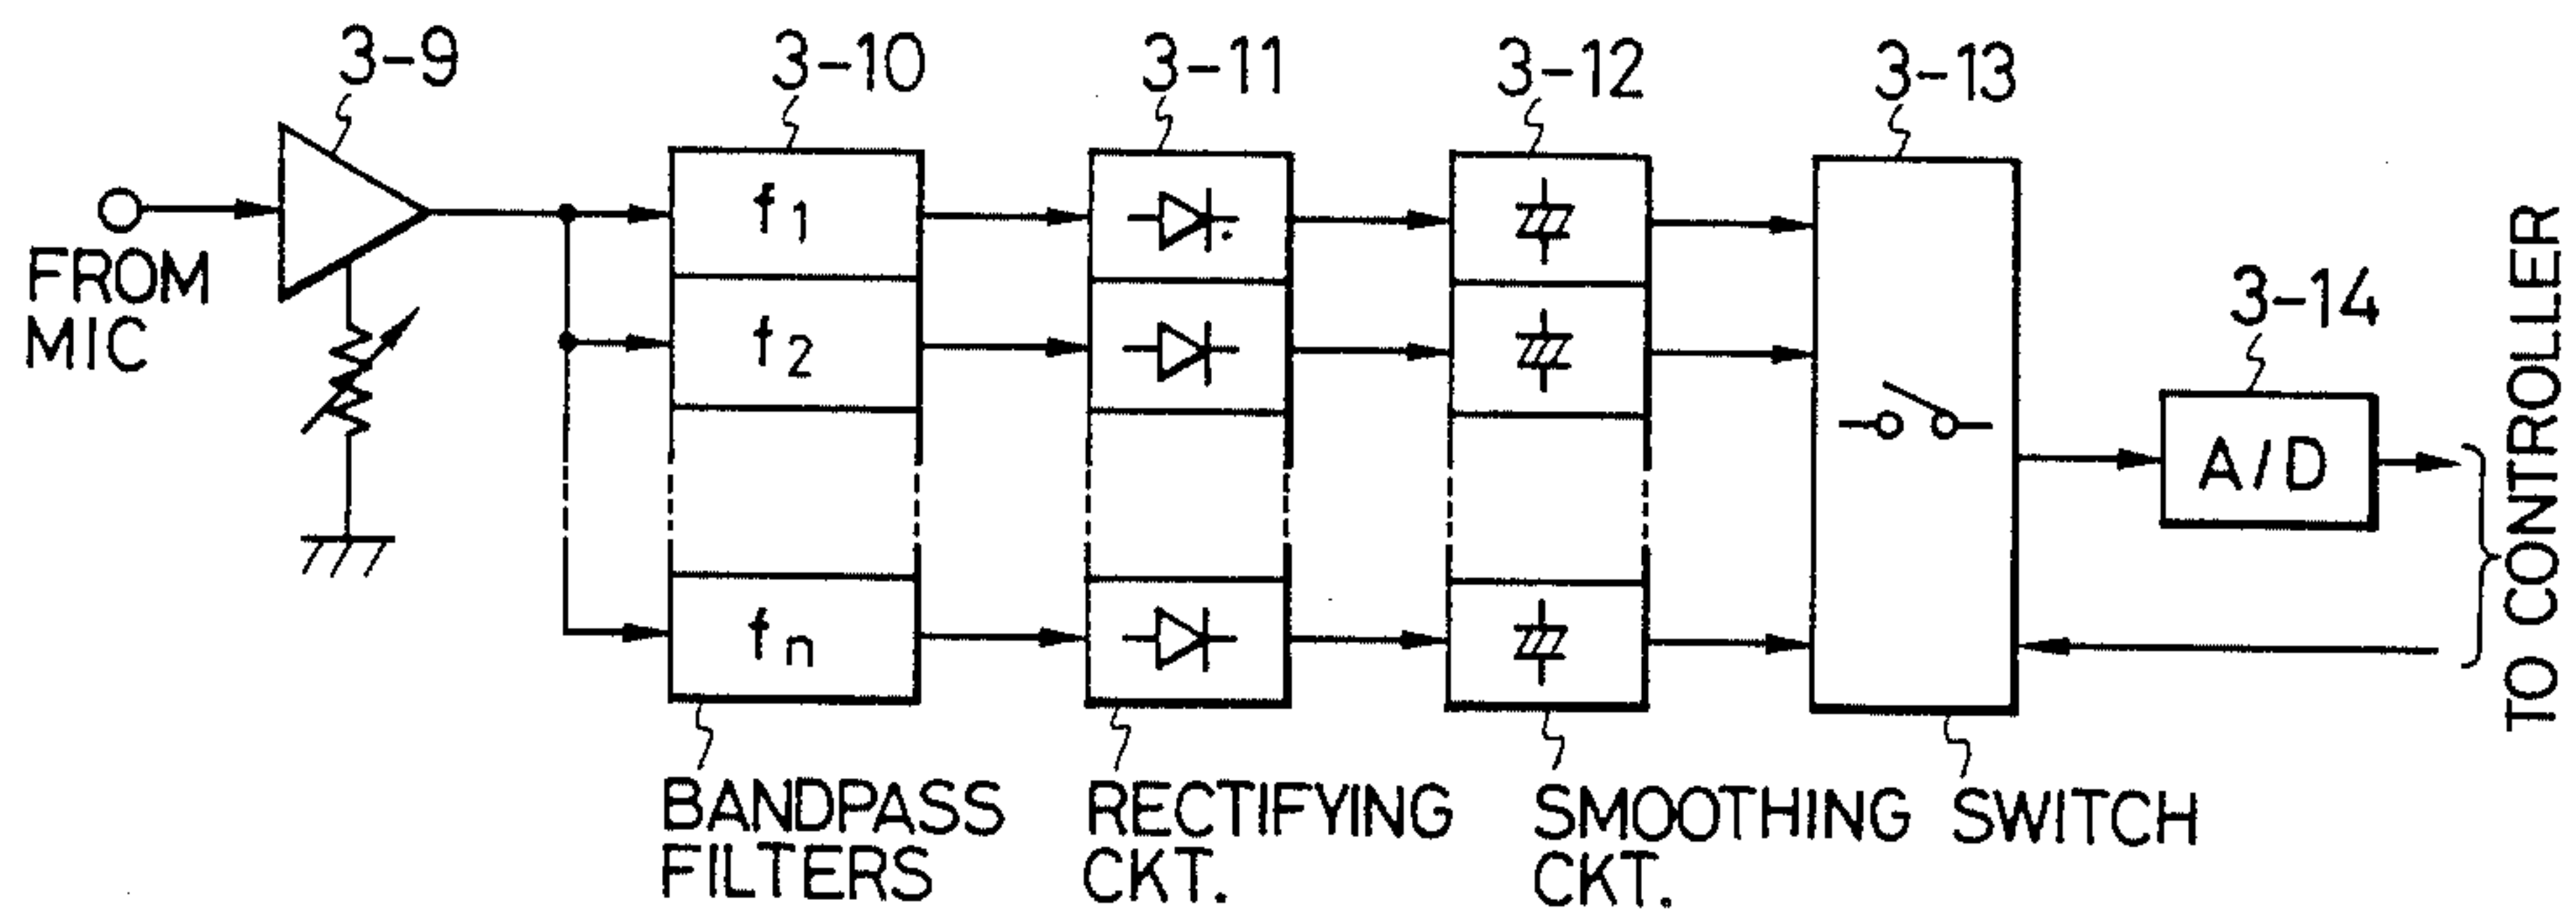 3-9
3-10
3-11
3-12
3-13
FROM
MIC
f1
f2
fn
3-14
A/D
TO CONTROLLER
BANDPASS
FILTERS
RECTIFYING
CKT.
SMOOTHING
CKT.
SWITCH